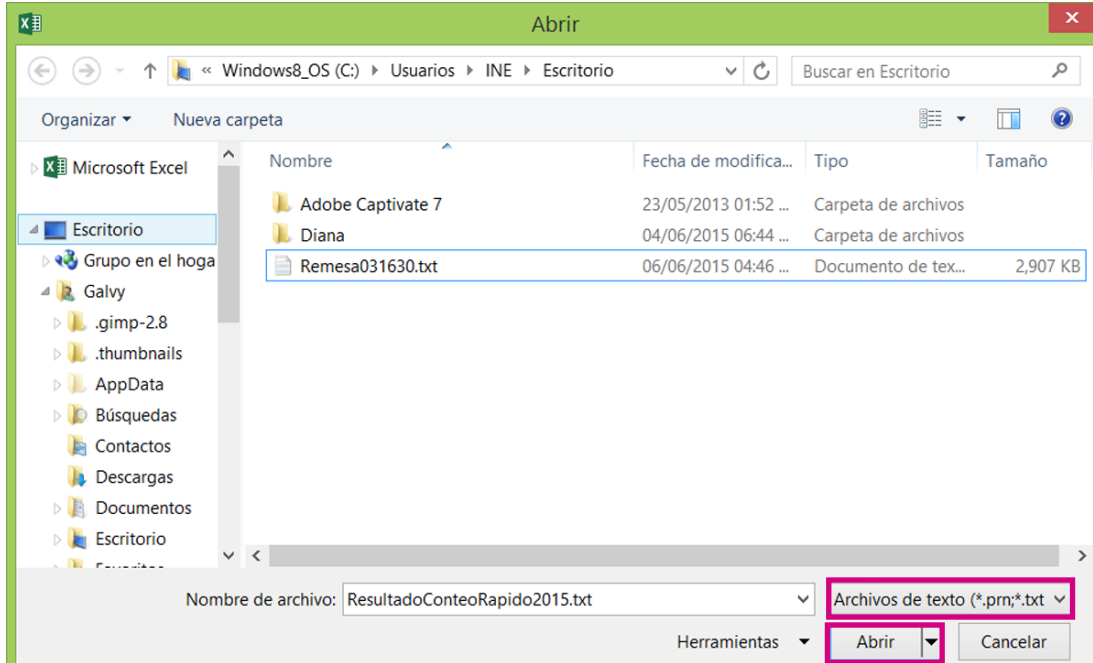 Abrir
« Windows8_OS (C:) Usuarios INE Escritorio Buscar en Escritorio
Organizar Nueva carpeta
Microsoft Excel
Escritorio
Grupo en el hoga
Galvy
.gimp-2.8
.thumbnails
AppData
Búsquedas
Contactos
Descargas
Documentos
Escritorio
Nombre Fecha de modifica... Tipo Tamaño
Adobe Captivate 7 23/05/2013 01:52 ... Carpeta de archivos
Diana 04/06/2015 06:44 ... Carpeta de archivos
Remesa031630.txt 06/06/2015 04:46 ... Documento de tex... 2,907 KB
Nombre de archivo: ResultadoConteoRapido2015.txt Archivos de texto (*.prn;*.txt
Herramientas Abrir Cancelar